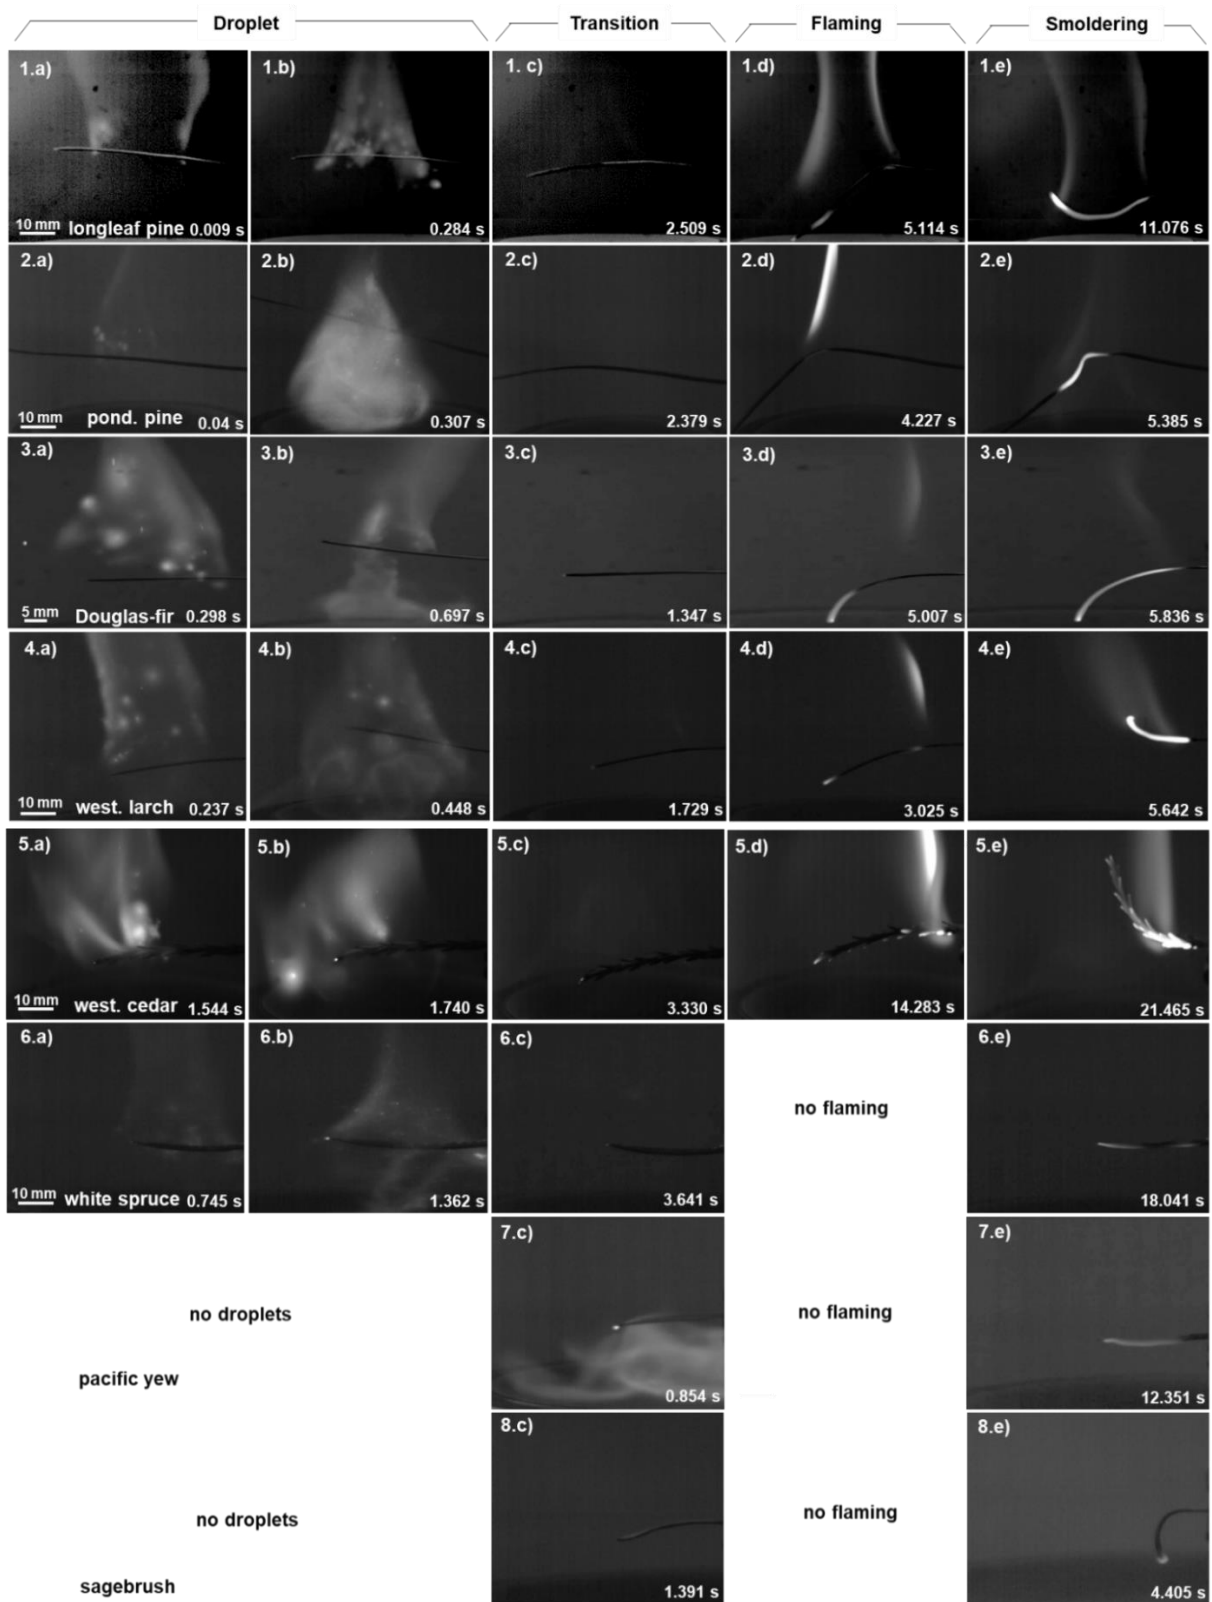 Droplet Transition Flaming Smoldering
1.a) 1.b) 1. c) 1.d) 1.e)
10 mm longleaf pine 0.009 s 0.284 s 2.509 s 5.114 s 11.076 s
2.a) 2.b) 2.c) 2.d) 2.e)
10 mm pond. pine 0.04 s 0.307 s 2.379 s 4.227 s 5.385 s
3.a) 3.b) 3.c) 3.d) 3.e)
5 mm Douglas-fir 0.298 s 0.697 s 1.347 s 5.007 s 5.836 s
4.a) 4.b) 4.c) 4.d) 4.e)
10 mm west. larch 0.237 s 0.448 s 1.729 s 3.025 s 5.642 s
5.a) 5.b) 5.c) 5.d) 5.e)
10 mm west. cedar 1.544 s 1.740 s 3.330 s 14.283 s 21.465 s
6.a) 6.b) 6.c) 6.e)
no flaming
10 mm white spruce 0.745 s 1.362 s 3.641 s 18.041 s
7.c) 7.e)
no droplets no flaming
pacific yew 0.854 s 12.351 s
8.c) 8.e)
no droplets no flaming
sagebrush 1.391 s 4.405 s